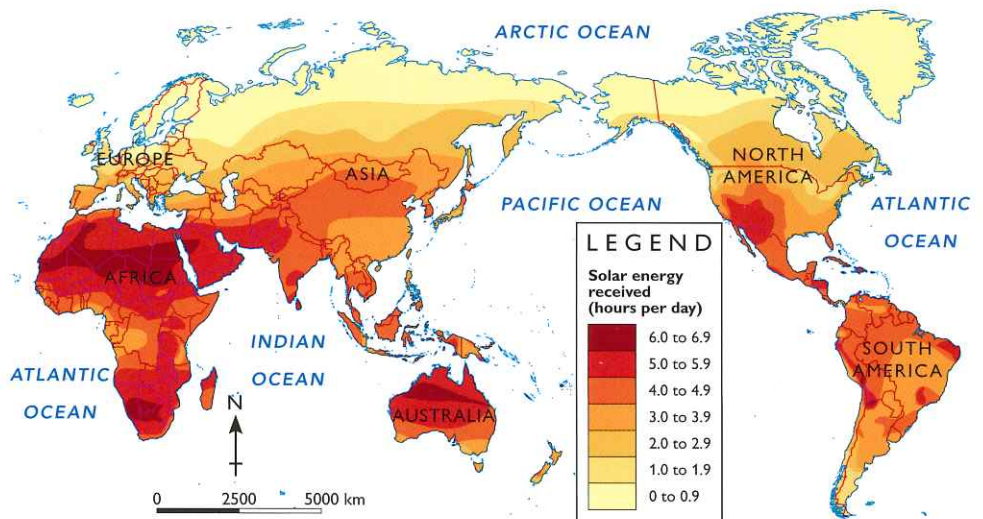 ARCTIC OCEAN
EUROPE
ASIA
NORTH
AMERICA
PACIFIC OCEAN
ATLANTIC
OCEAN
AFRICA
INDIAN
OCEAN
ATLANTIC
OCEAN
AUSTRALIA
SOUTH
AMERICA
N
0 2500 5000 km
LEGEND
Solar energy
received
(hours per day)
6.0 to 6.9
5.0 to 5.9
4.0 to 4.9
3.0 to 3.9
2.0 to 2.9
1.0 to 1.9
0 to 0.9